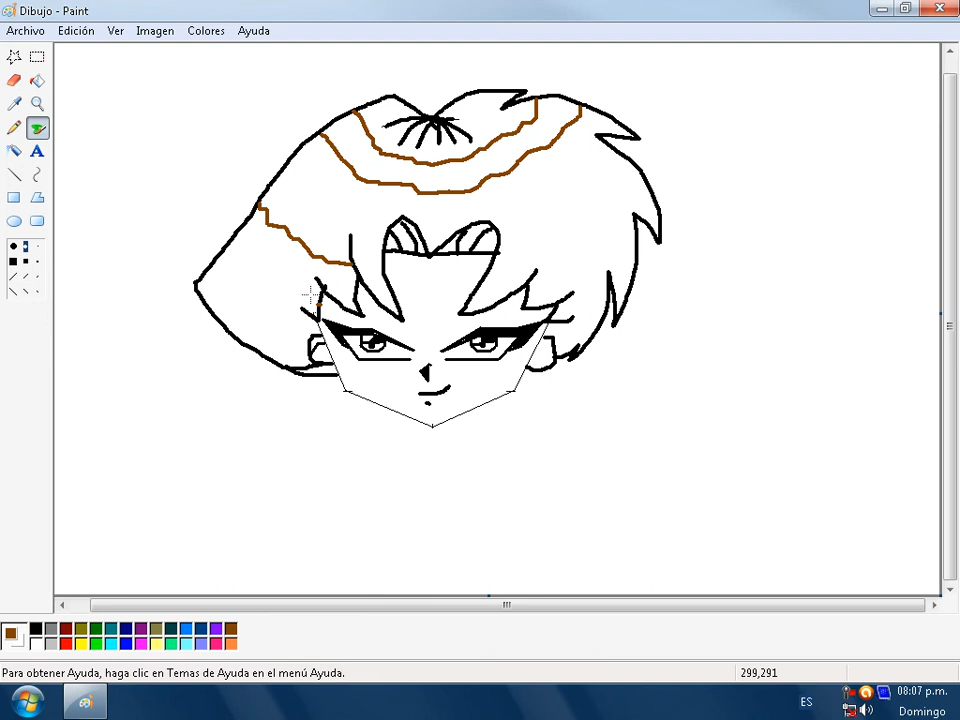 Dibujo - Paint
Archivo Edición Ver Imagen Colores Ayuda
A
Para obtener Ayuda, haga clic en Temas de Ayuda en el menú Ayuda.
299,291
ES
08:07 p.m.
Domingo